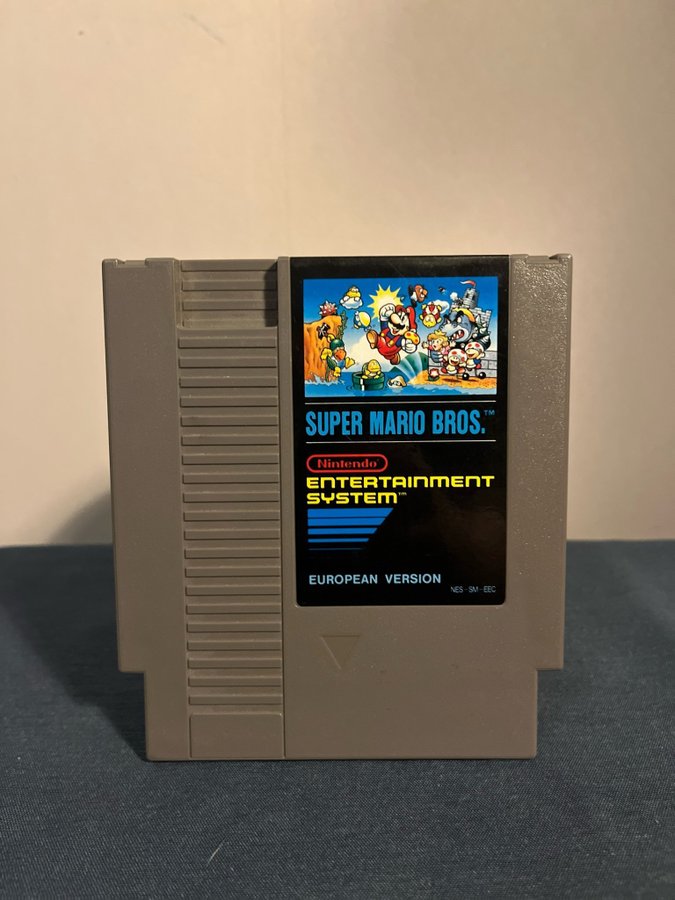 SUPER MARIO BROS.™
Nintendo®
ENTERTAINMENT
SYSTEM™
EUROPEAN VERSION
NES-SM-EEC